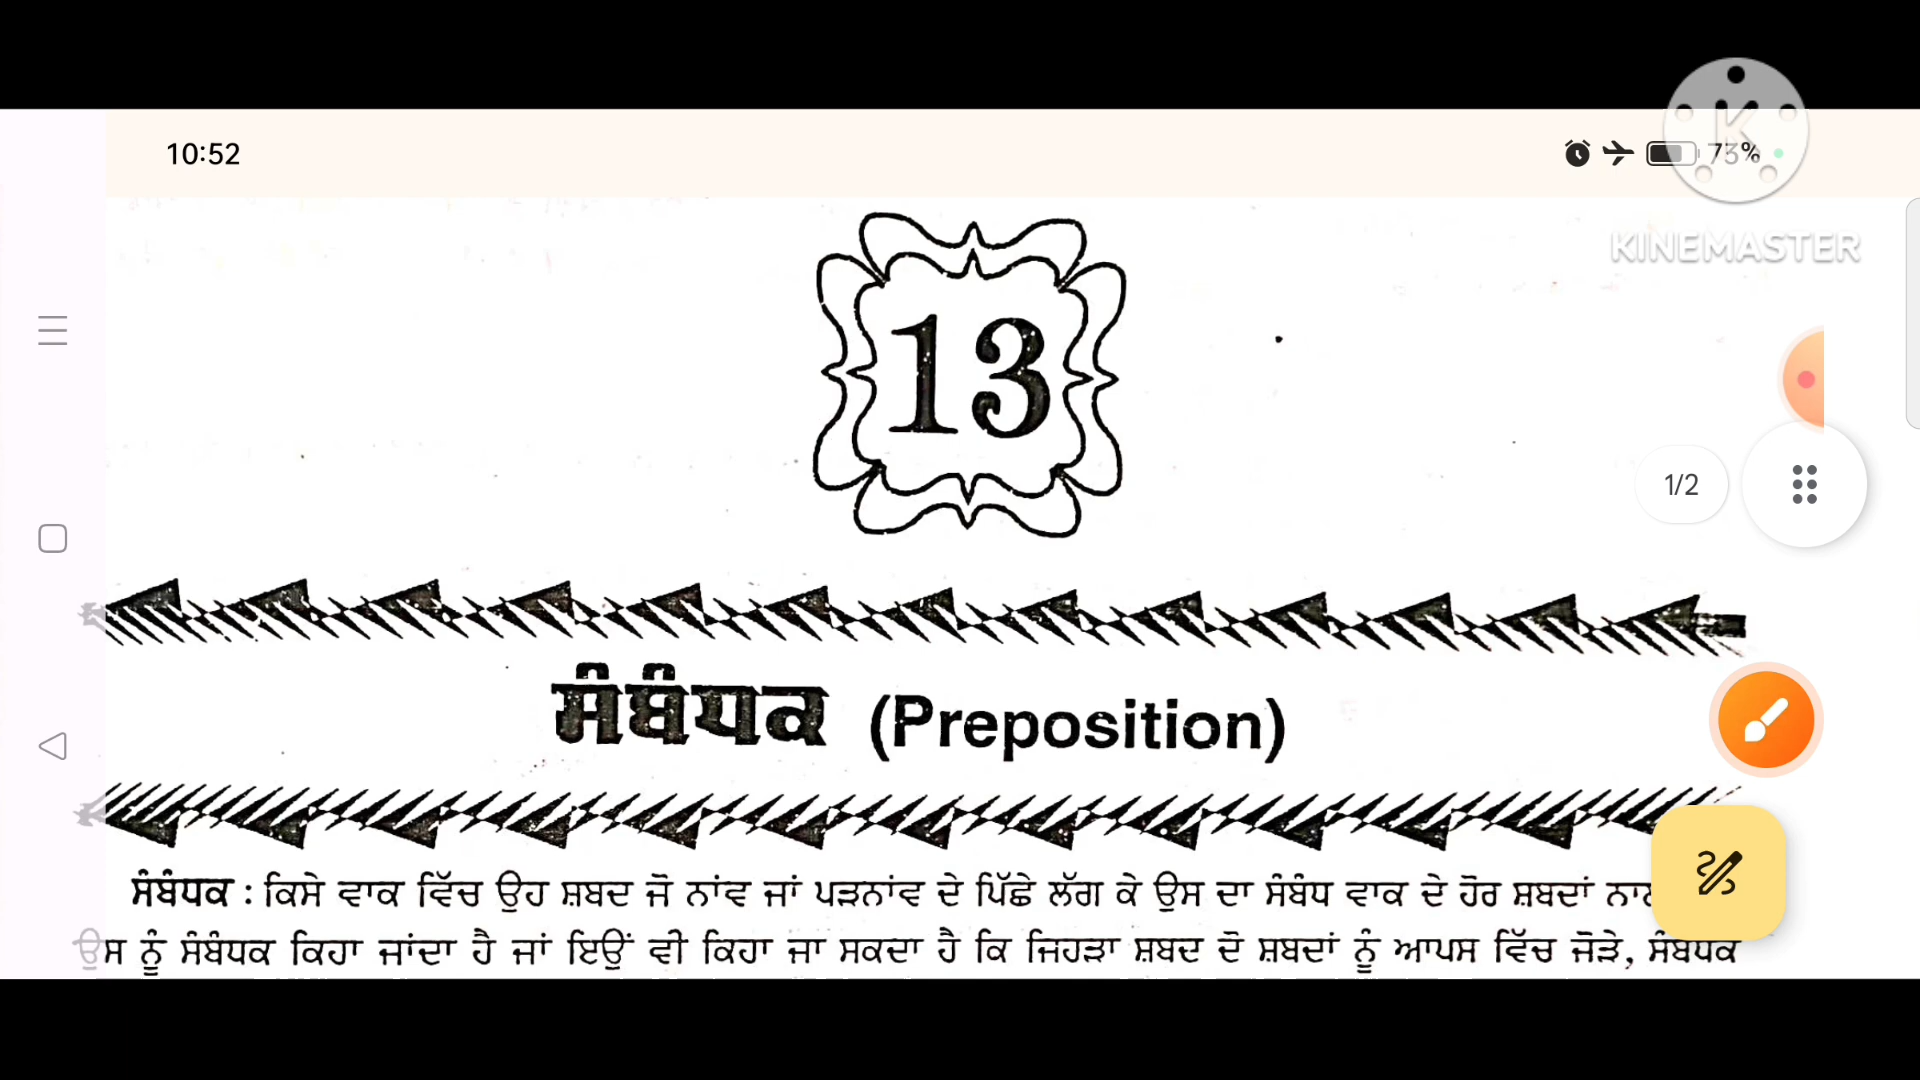 10:52
73%
KINEMASTER
13
1/2
ਸੰਬੰਧਕ (Preposition)
ਸੰਬੰਧਕ : ਕਿਸੇ ਵਾਕ ਵਿੱਚ ਉਹ ਸ਼ਬਦ ਜੋ ਨਾਂਵ ਜਾਂ ਪੜਨਾਂਵ ਦੇ ਪਿੱਛੇ ਲੱਗ ਕੇ ਉਸ ਦਾ ਸੰਬੰਧ ਵਾਕ ਦੇ ਹੋਰ ਸ਼ਬਦਾਂ
ਉਸ ਨੂੰ ਸੰਬੰਧਕ ਕਿਹਾ ਜਾਂਦਾ ਹੈ ਜਾਂ ਇਉਂ ਵੀ ਕਿਹਾ ਜਾ ਸਕਦਾ ਹੈ ਕਿ ਜਿਹੜਾ ਸ਼ਬਦ ਦੋ ਸ਼ਬਦਾਂ ਨੂੰ ਆਪਸ ਵਿੱਚ ਜੋੜੇ, ਸੰਬੰਧਕ